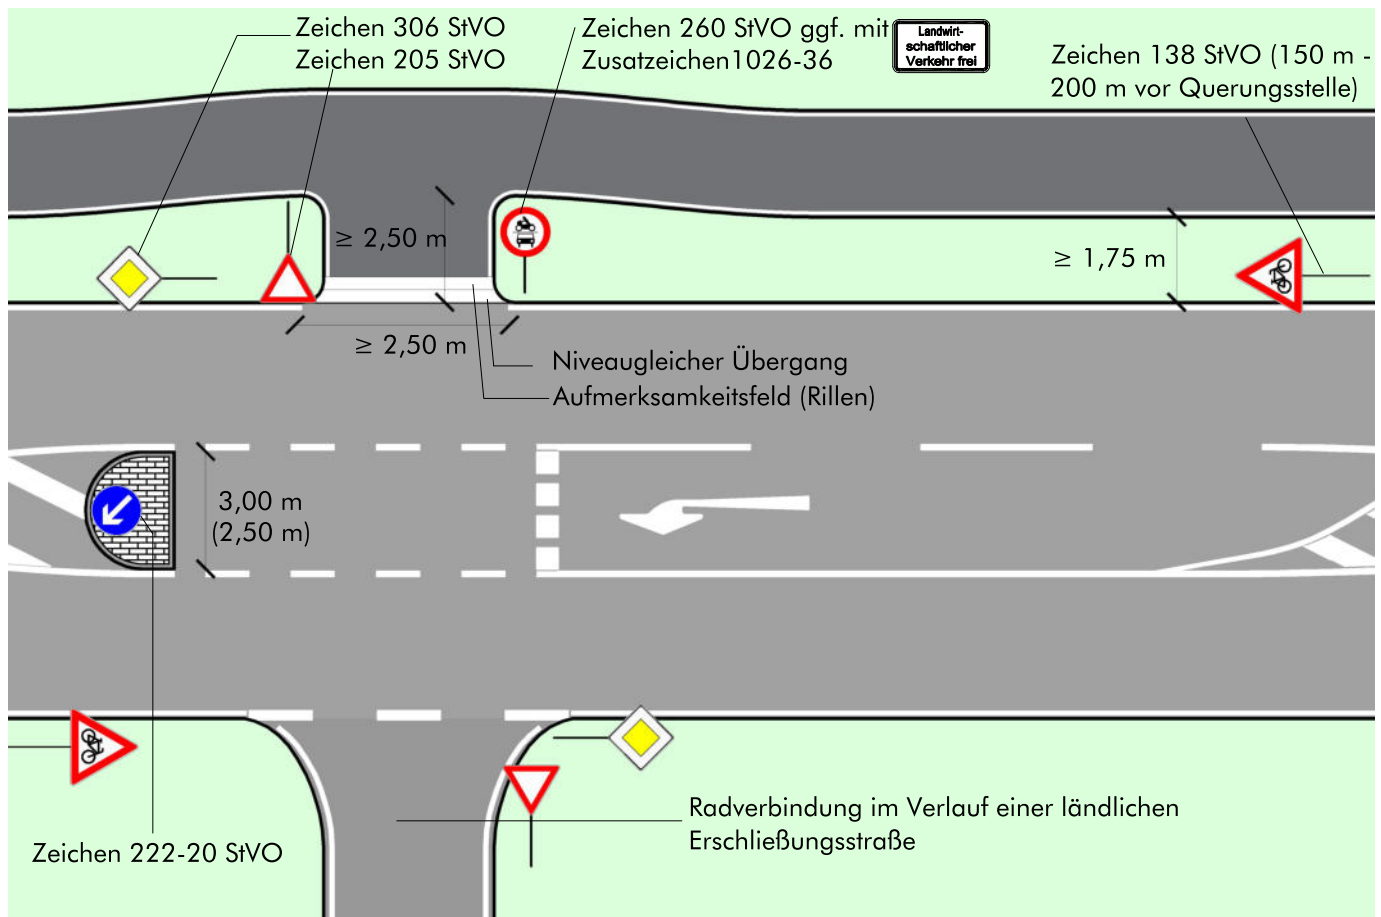 Zeichen 306 StVO
Zeichen 205 StVO
Zeichen 260 StVO ggf. mit
Zusatzeichen1026-36
Landwirt-
schaftlicher
Verkehr frei
Zeichen 138 StVO (150 m -
200 m vor Querungsstelle)
≥ 2,50 m
≥ 1,75 m
≥ 2,50 m
Niveaugleicher Übergang
Aufmerksamkeitsfeld (Rillen)
3,00 m
(2,50 m)
Radverbindung im Verlauf einer ländlichen
Erschließungsstraße
Zeichen 222-20 StVO